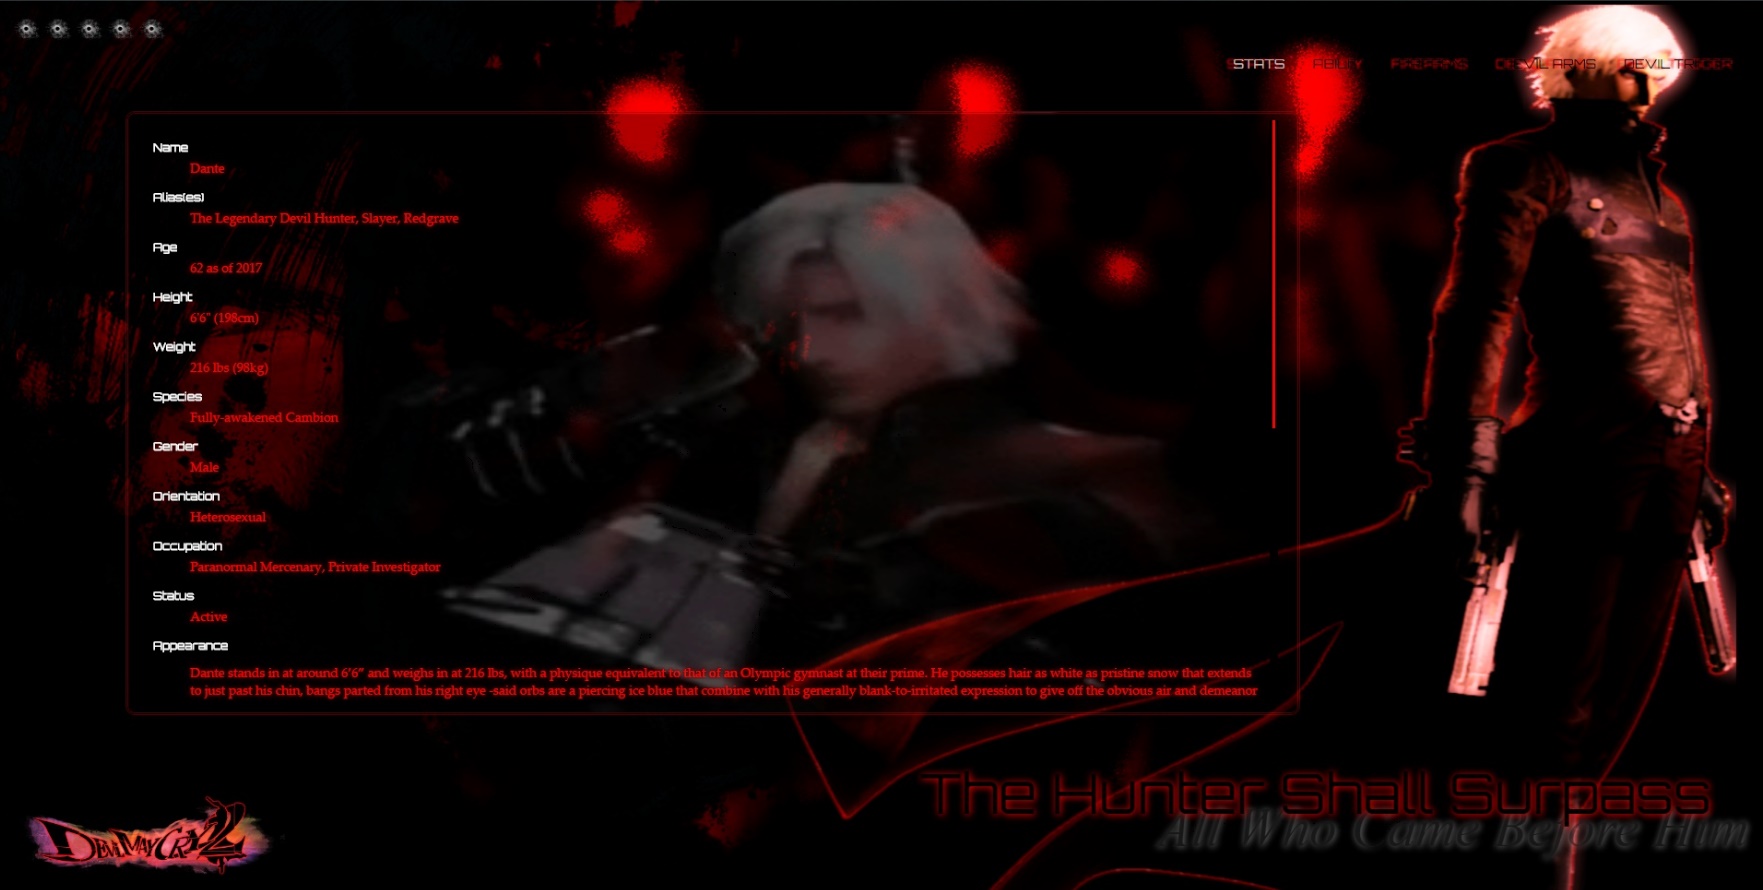 STATS ABILITY FIREARMS DEVIL ARMS DEVIL TRIGGER
Name
Dante
Alias(es)
The Legendary Devil Hunter, Slayer, Redgrave
Age
62 as of 2017
Height
6'6" (198cm)
Weight
216 lbs (98kg)
Species
Fully-awakened Cambion
Gender
Male
Orientation
Heterosexual
Occupation
Paranormal Mercenary, Private Investigator
Status
Active
Appearance
Dante stands in at around 6'6" and weighs in at 216 lbs, with a physique equivalent to that of an Olympic gymnast at their prime. He possesses hair as white as pristine snow that extends
to just past his chin, bangs parted from his right eye -said orbs are a piercing ice blue that combine with his generally blank-to-irritated expression to give off the obvious air and demeanor
The Hunter Shall Surpass
All Who Came Before Him
DEVIL MAY CRY 2